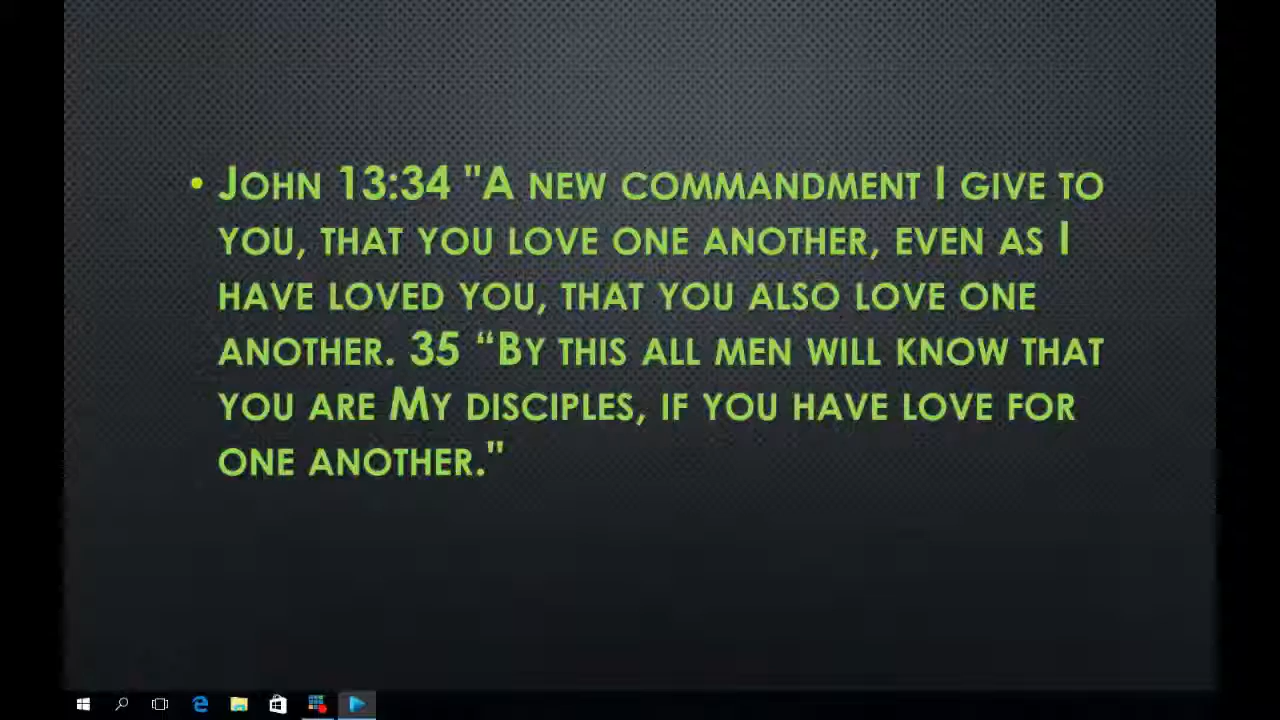 • John 13:34 "A new commandment I give to
you, that you love one another, even as I
have loved you, that you also love one
another. 35 “By this all men will know that
you are My disciples, if you have love for
one another."